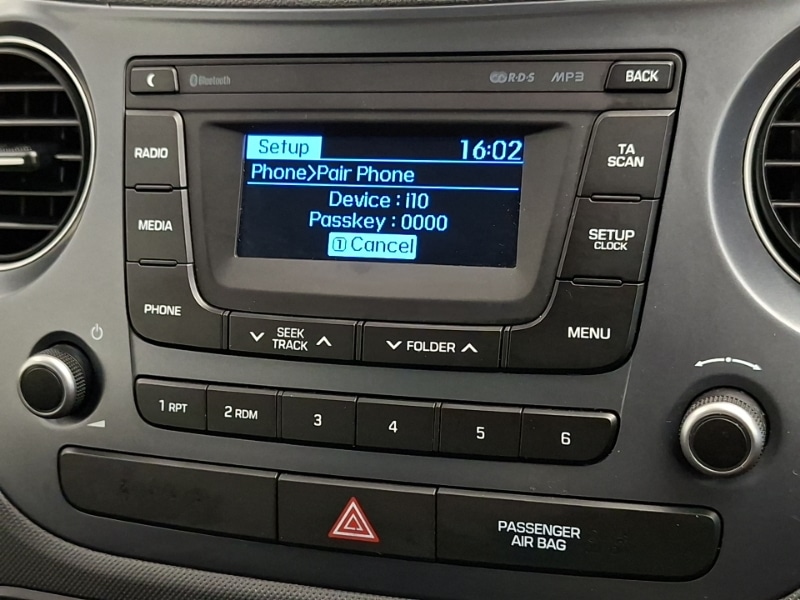 Bluetooth
R·D·S
MP3
BACK
RADIO
MEDIA
PHONE
Setup 16:02
Phone>Pair Phone
Device : i10
Passkey : 0000
① Cancel
TA
SCAN
SETUP
CLOCK
SEEK
TRACK
FOLDER
MENU
1 RPT
2 RDM
3
4
5
6
PASSENGER
AIR BAG